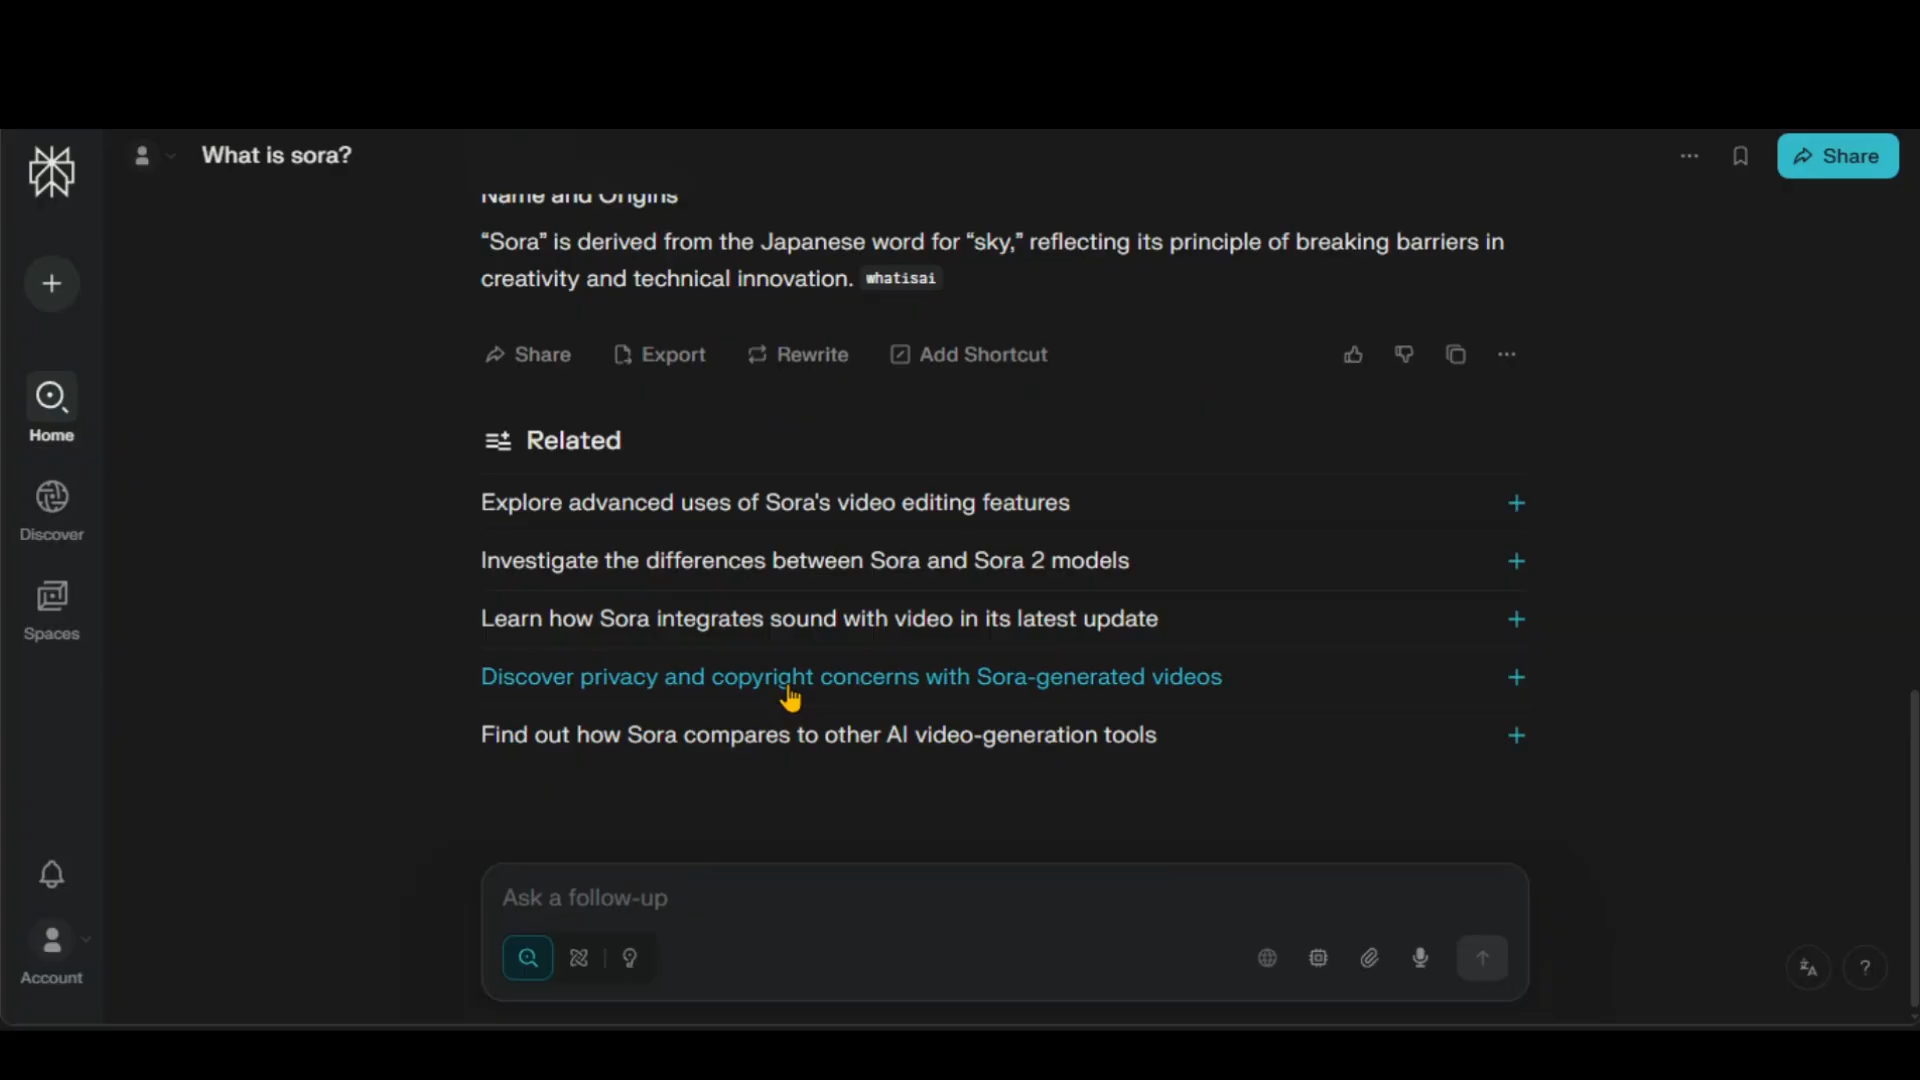 What is sora?
Share
Name and Origins
“Sora” is derived from the Japanese word for “sky,” reflecting its principle of breaking barriers in
creativity and technical innovation. whatisai
Share Export Rewrite Add Shortcut
Related
Explore advanced uses of Sora's video editing features
Investigate the differences between Sora and Sora 2 models
Learn how Sora integrates sound with video in its latest update
Discover privacy and copyright concerns with Sora-generated videos
Find out how Sora compares to other AI video-generation tools
Ask a follow-up
Home
Discover
Spaces
Account